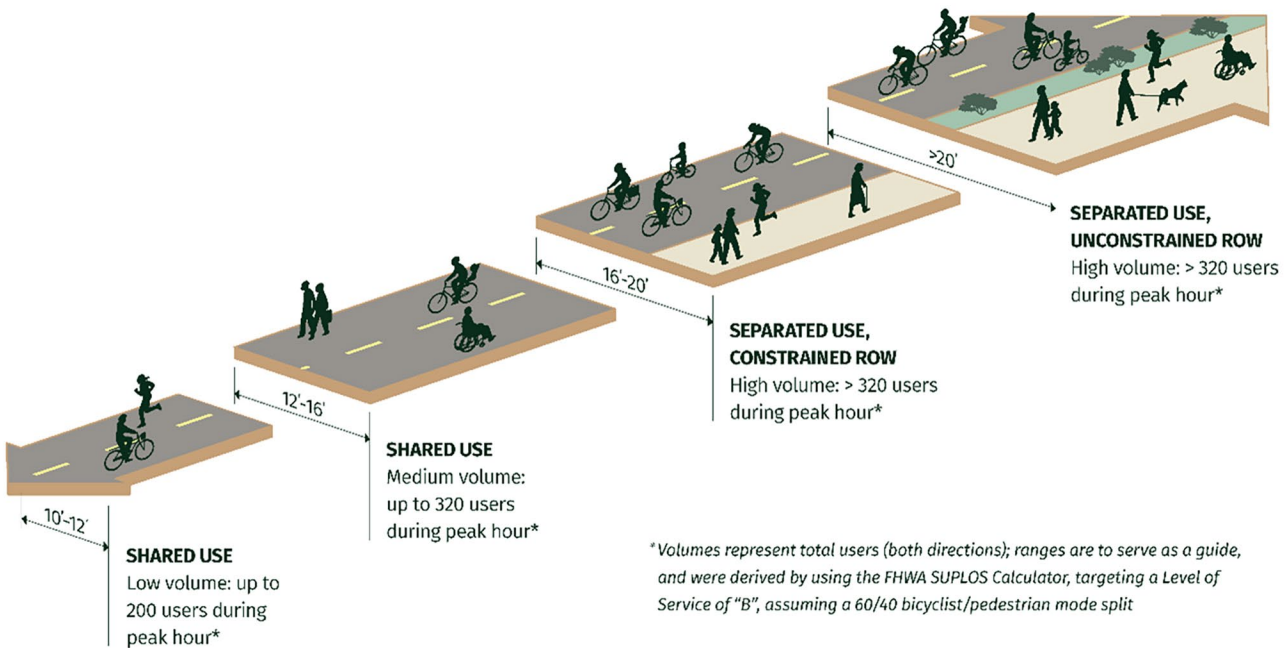 10'-12'
SHARED USE
Low volume: up to
200 users during
peak hour*
12'-16'
SHARED USE
Medium volume:
up to 320 users
during peak hour*
16'-20'
SEPARATED USE,
CONSTRAINED ROW
High volume: > 320 users
during peak hour*
>20'
SEPARATED USE,
UNCONSTRAINED ROW
High volume: > 320 users
during peak hour*
*Volumes represent total users (both directions); ranges are to serve as a guide,
and were derived by using the FHWA SUPLOS Calculator, targeting a Level of
Service of "B", assuming a 60/40 bicyclist/pedestrian mode split